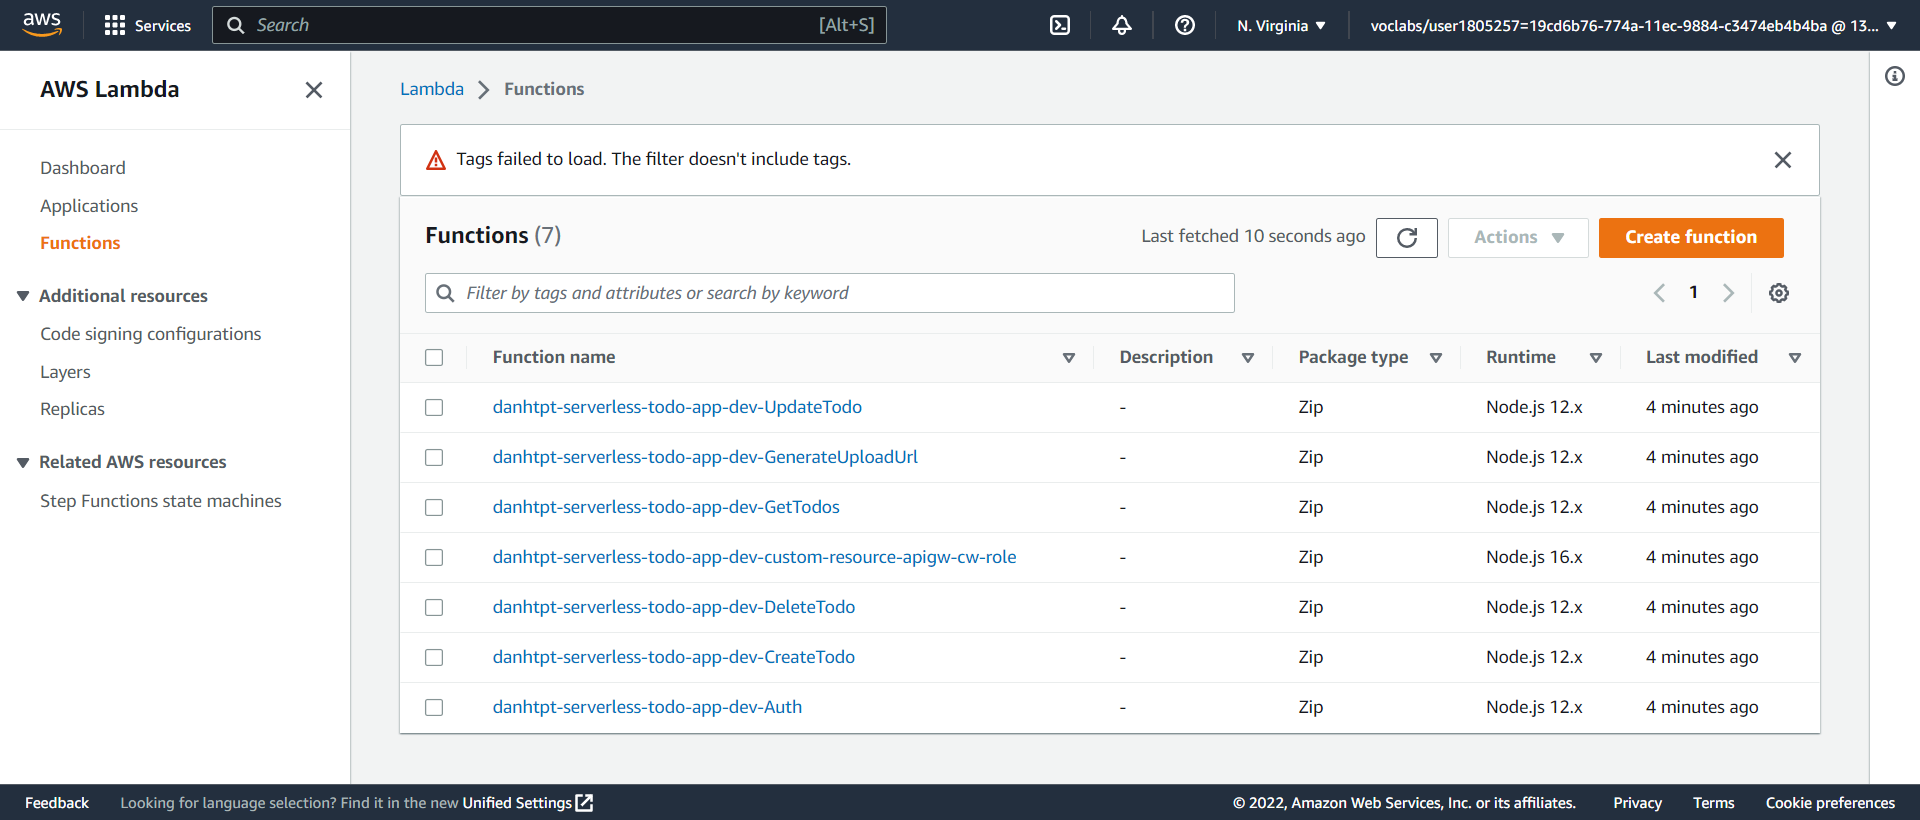 aws
Services
Search
[Alt+S]
N. Virginia
voclabs/user1805257=19cd6b76-774a-11ec-9884-c3474eb4b4ba @ 13...
AWS Lambda
Dashboard
Applications
Functions
Additional resources
Code signing configurations
Layers
Replicas
Related AWS resources
Step Functions state machines
Lambda
Functions
Tags failed to load. The filter doesn't include tags.
Functions (7)
Last fetched 10 seconds ago
Actions
Create function
Filter by tags and attributes or search by keyword
1
Function name Description Package type Runtime Last modified
danhtpt-serverless-todo-app-dev-UpdateTodo - Zip Node.js 12.x 4 minutes ago
danhtpt-serverless-todo-app-dev-GenerateUploadUrl - Zip Node.js 12.x 4 minutes ago
danhtpt-serverless-todo-app-dev-GetTodos - Zip Node.js 12.x 4 minutes ago
danhtpt-serverless-todo-app-dev-custom-resource-apigw-cw-role - Zip Node.js 16.x 4 minutes ago
danhtpt-serverless-todo-app-dev-DeleteTodo - Zip Node.js 12.x 4 minutes ago
danhtpt-serverless-todo-app-dev-CreateTodo - Zip Node.js 12.x 4 minutes ago
danhtpt-serverless-todo-app-dev-Auth - Zip Node.js 12.x 4 minutes ago
Feedback
Looking for language selection? Find it in the new Unified Settings
© 2022, Amazon Web Services, Inc. or its affiliates.
Privacy
Terms
Cookie preferences